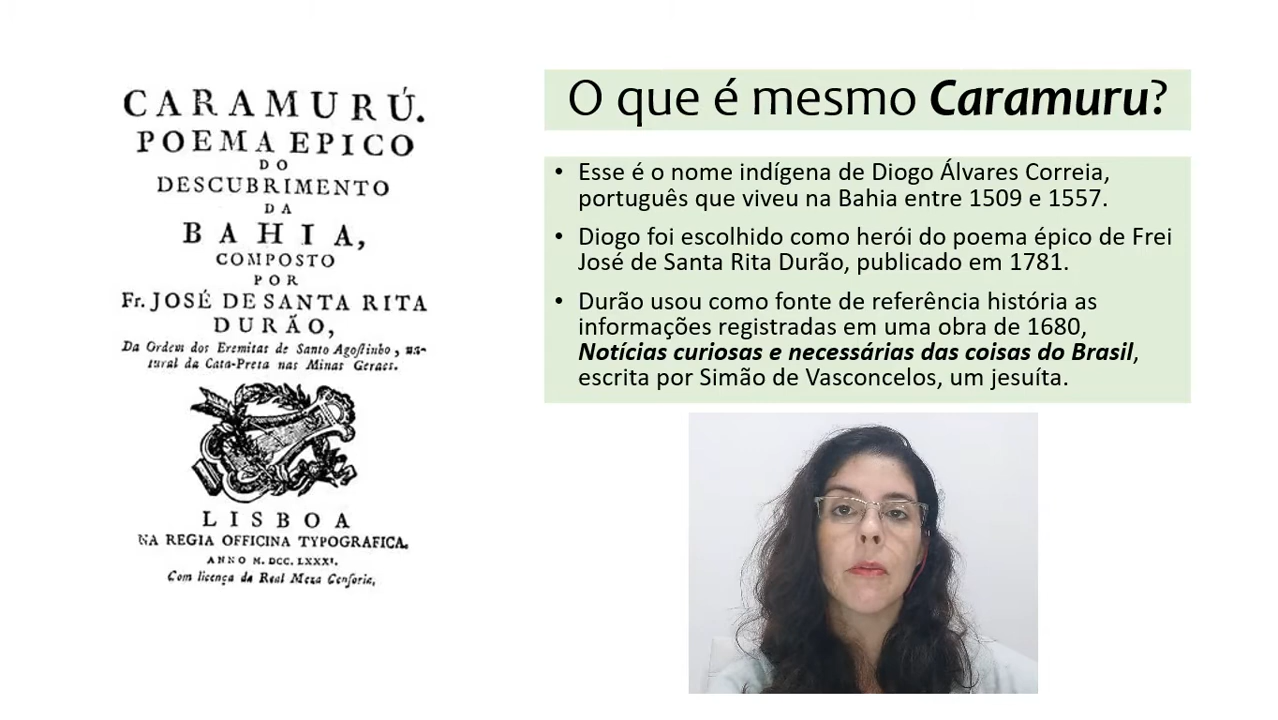 CARAMURÚ.
POEMA EPICO
DO
DESCUBRIMENTO
DA
BAHIA,
COMPOSTO
POR
Fr. JOSÉ DE SANTA RITA
DURÃO,
Da Ordem dos Eremitas de Santo Agostinho, na-
tural da Cata-Preta nas Minas Geraes.
LISBOA
NA REGIA OFFICINA TYPOGRAFICA.
ANNO M. DCC. LXXXI.
Com licença da Real Meza Censoria.
O que é mesmo Caramuru?
• Esse é o nome indígena de Diogo Álvares Correia,
português que viveu na Bahia entre 1509 e 1557.
• Diogo foi escolhido como herói do poema épico de Frei
José de Santa Rita Durão, publicado em 1781.
• Durão usou como fonte de referência história as
informações registradas em uma obra de 1680,
Notícias curiosas e necessárias das coisas do Brasil,
escrita por Simão de Vasconcelos, um jesuíta.